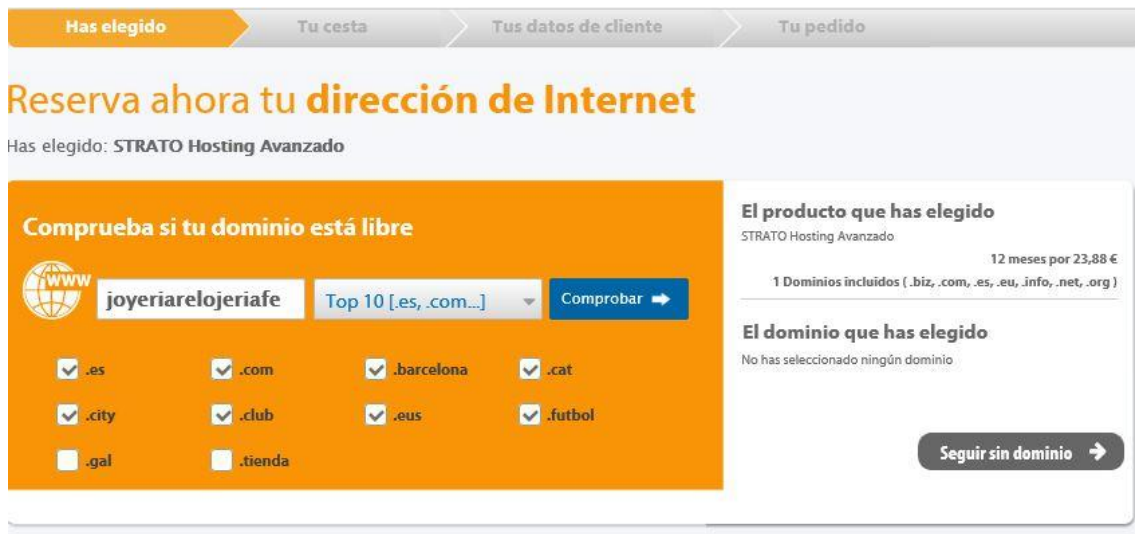 Has elegido
Tu cesta
Tus datos de cliente
Tu pedido
Reserva ahora tu dirección de Internet
Has elegido: STRATO Hosting Avanzado
Comprueba si tu dominio está libre
www
joyeriarelojeriafe
Top 10 [.es, .com...]
Comprobar
.es
.com
.barcelona
.cat
.city
.club
.eus
.futbol
.gal
.tienda
El producto que has elegido
STRATO Hosting Avanzado
12 meses por 23,88 €
1 Dominios incluidos ( .biz, .com, .es, .eu, .info, .net, .org )
El dominio que has elegido
No has seleccionado ningún dominio
Seguir sin dominio